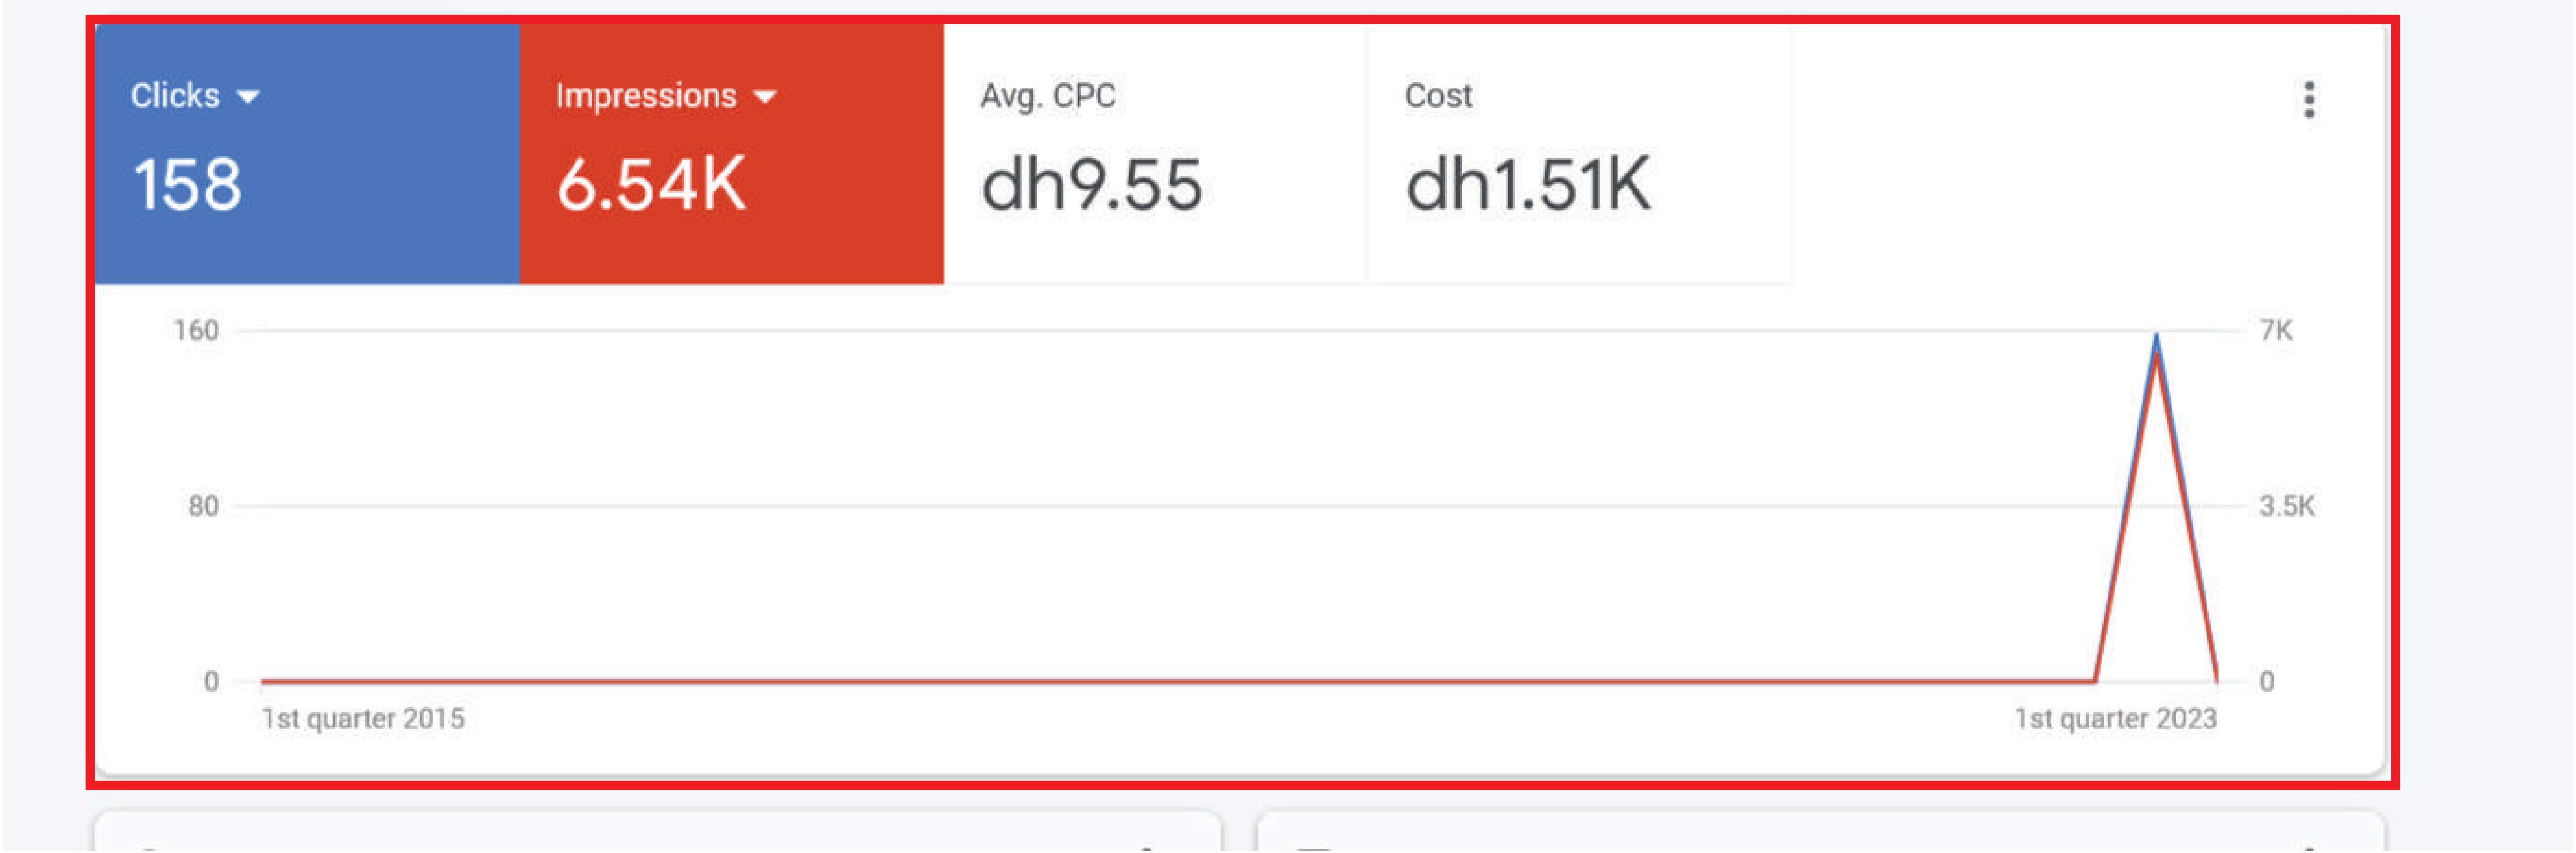 Clicks
158
Impressions
6.54K
Avg. CPC
dh9.55
Cost
dh1.51K
160
7K
80
3.5K
0
0
1st quarter 2015
1st quarter 2023